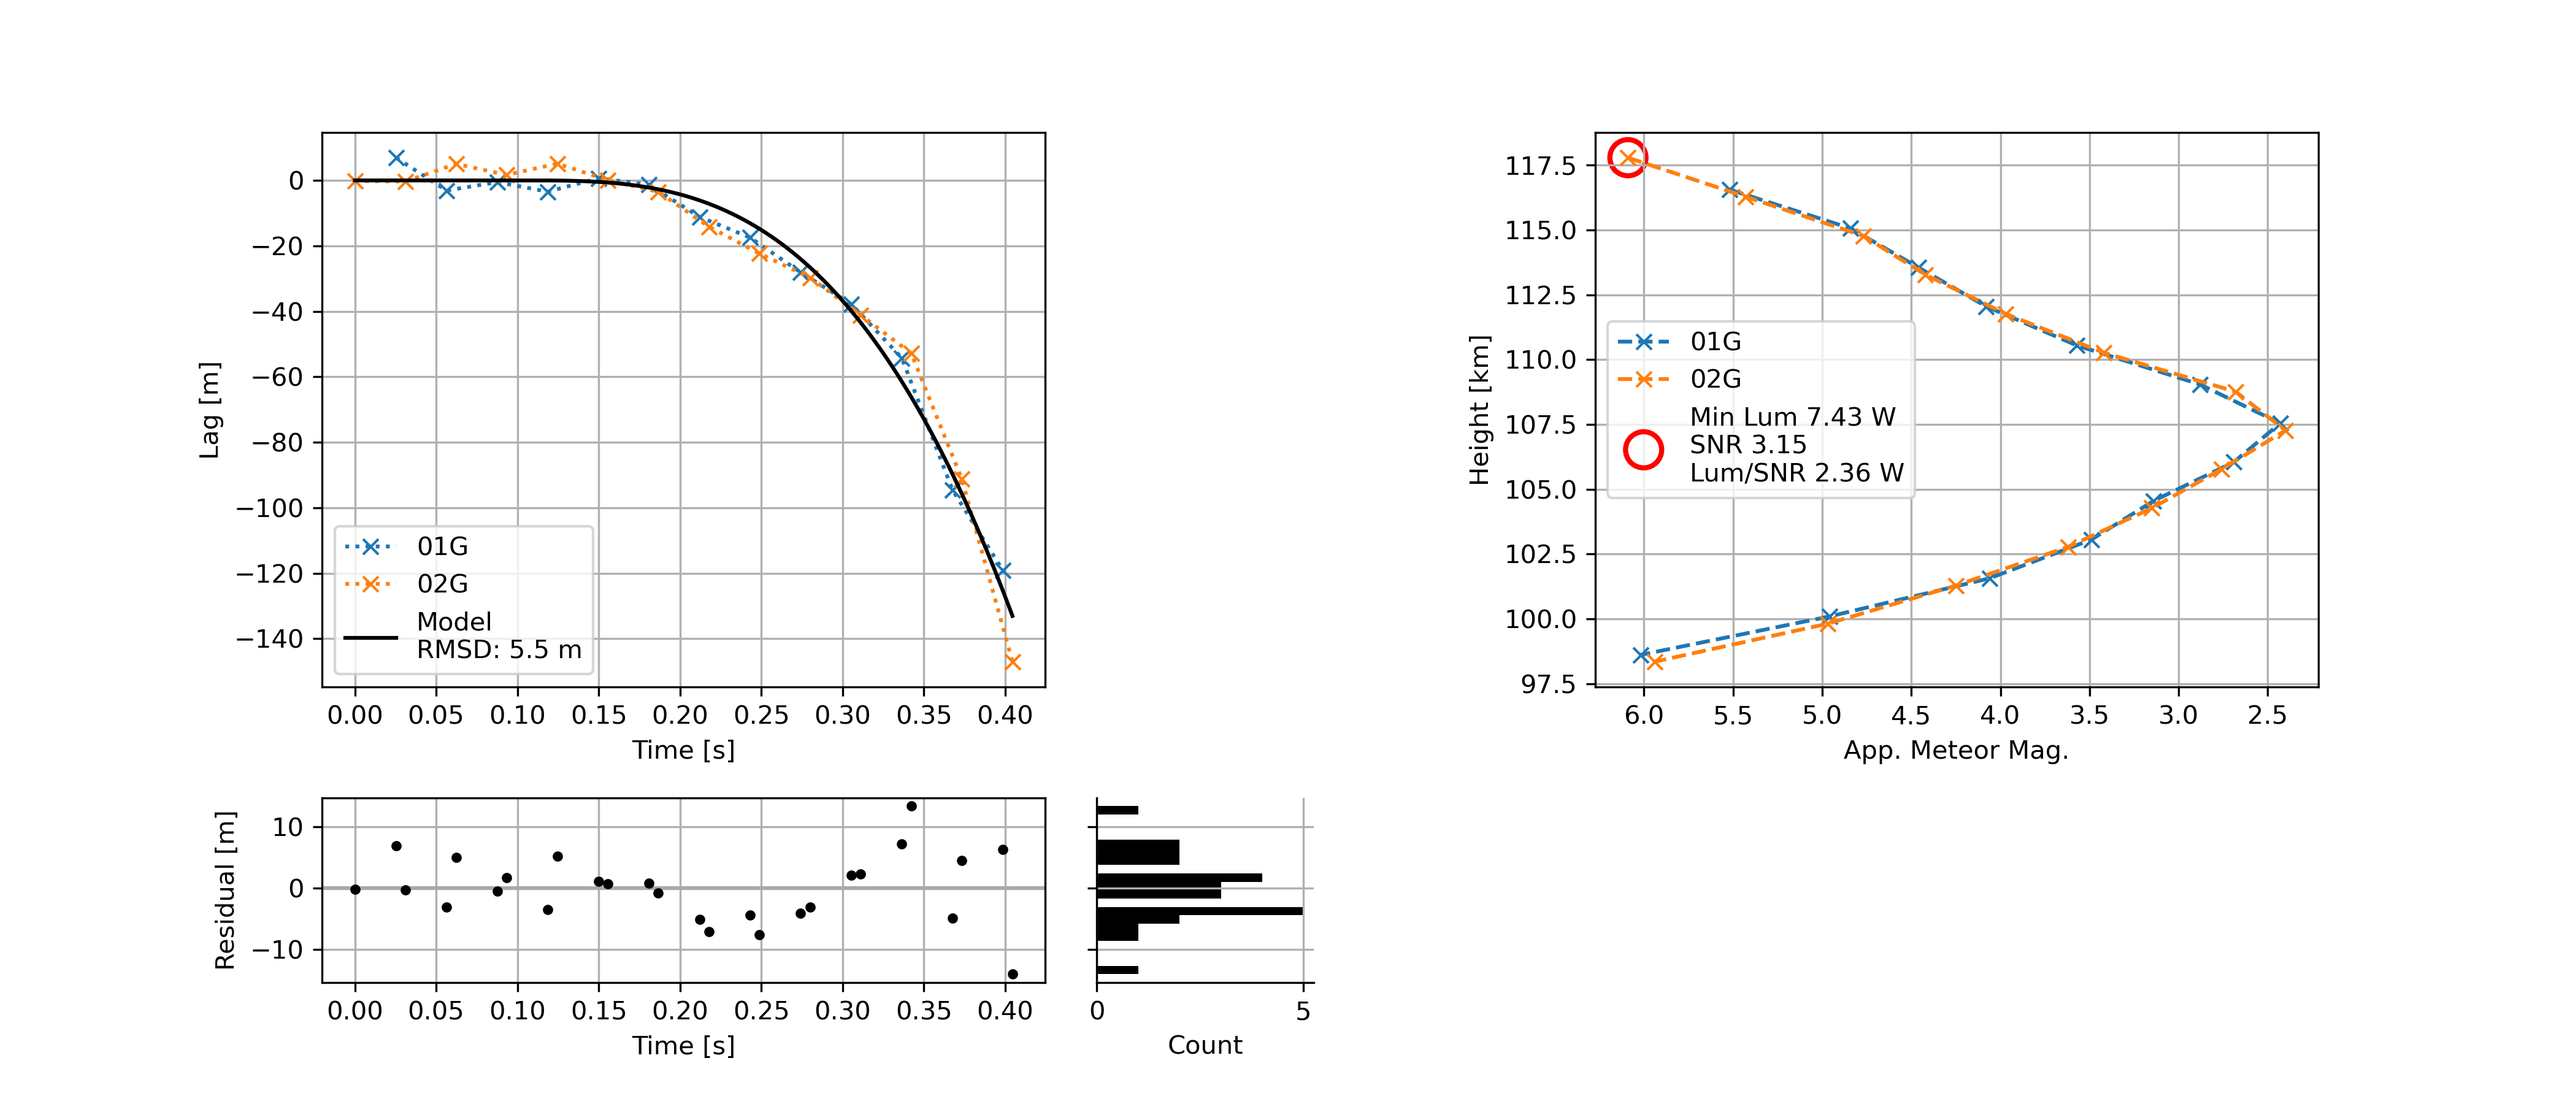 0
−20
−40
−60
−80
−100
−120
−140
Lag [m]
01G
02G
Model
RMSD: 5.5 m
0.00 0.05 0.10 0.15 0.20 0.25 0.30 0.35 0.40
Time [s]
117.5
115.0
112.5
110.0
107.5
105.0
102.5
100.0
97.5
Height [km]
01G
02G
Min Lum 7.43 W
SNR 3.15
Lum/SNR 2.36 W
6.0 5.5 5.0 4.5 4.0 3.5 3.0 2.5
App. Meteor Mag.
10
0
−10
Residual [m]
0.00 0.05 0.10 0.15 0.20 0.25 0.30 0.35 0.40
Time [s]
0 5
Count